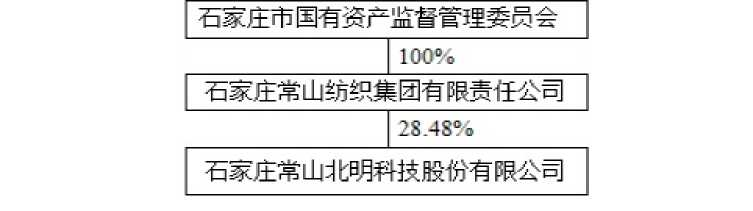 石家庄市国有资产监督管理委员会
100%
石家庄常山纺织集团有限责任公司
28.48%
石家庄常山北明科技股份有限公司